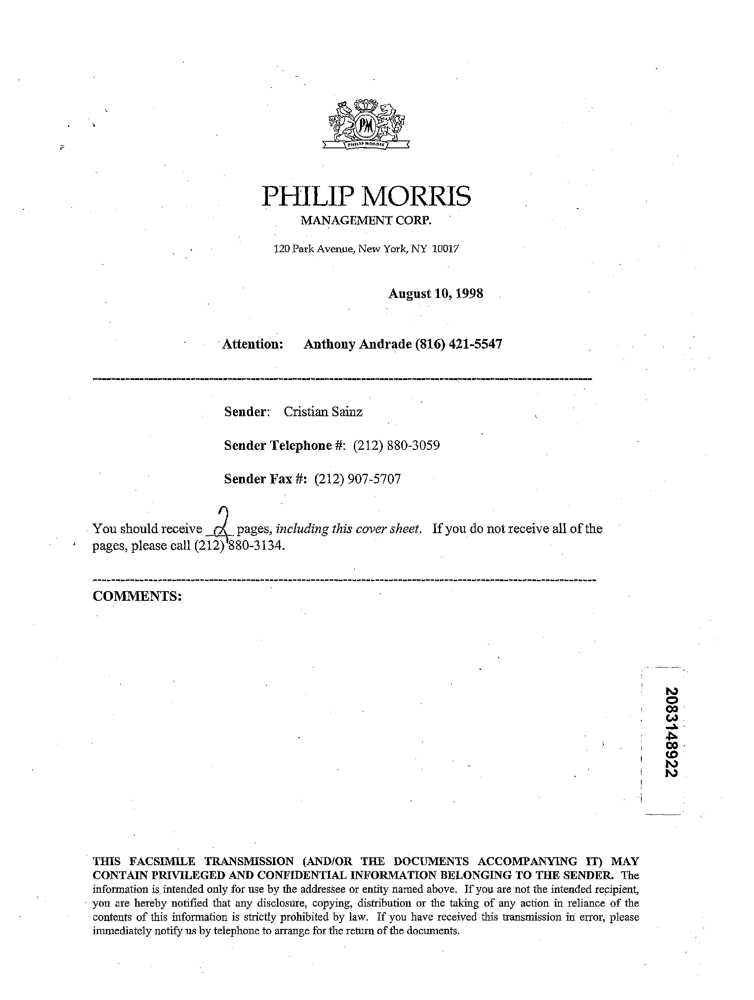 PM
PHILIP MORRIS
PHILIP MORRIS
MANAGEMENT CORP.
120 Park Avenue, New York, NY 10017
August 10, 1998
Attention: Anthony Andrade (816) 421-5547
Sender: Cristian Sainz
Sender Telephone #: (212) 880-3059
Sender Fax #: (212) 907-5707
You should receive 2 pages, including this cover sheet. If you do not receive all of the
pages, please call (212) 880-3134.
COMMENTS:
2083148922
THIS FACSIMILE TRANSMISSION (AND/OR THE DOCUMENTS ACCOMPANYING IT) MAY
CONTAIN PRIVILEGED AND CONFIDENTIAL INFORMATION BELONGING TO THE SENDER. The
information is intended only for use by the addressee or entity named above. If you are not the intended recipient,
you are hereby notified that any disclosure, copying, distribution or the taking of any action in reliance of the
contents of this information is strictly prohibited by law. If you have received this transmission in error, please
immediately notify us by telephone to arrange for the return of the documents.